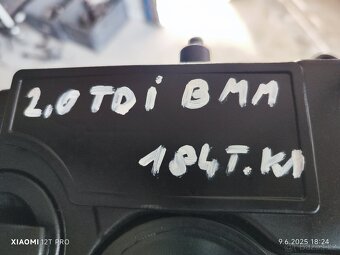 2.0 TDi BMM
184T.KM
XIAOMI 12T PRO
9.6.2025 18:24